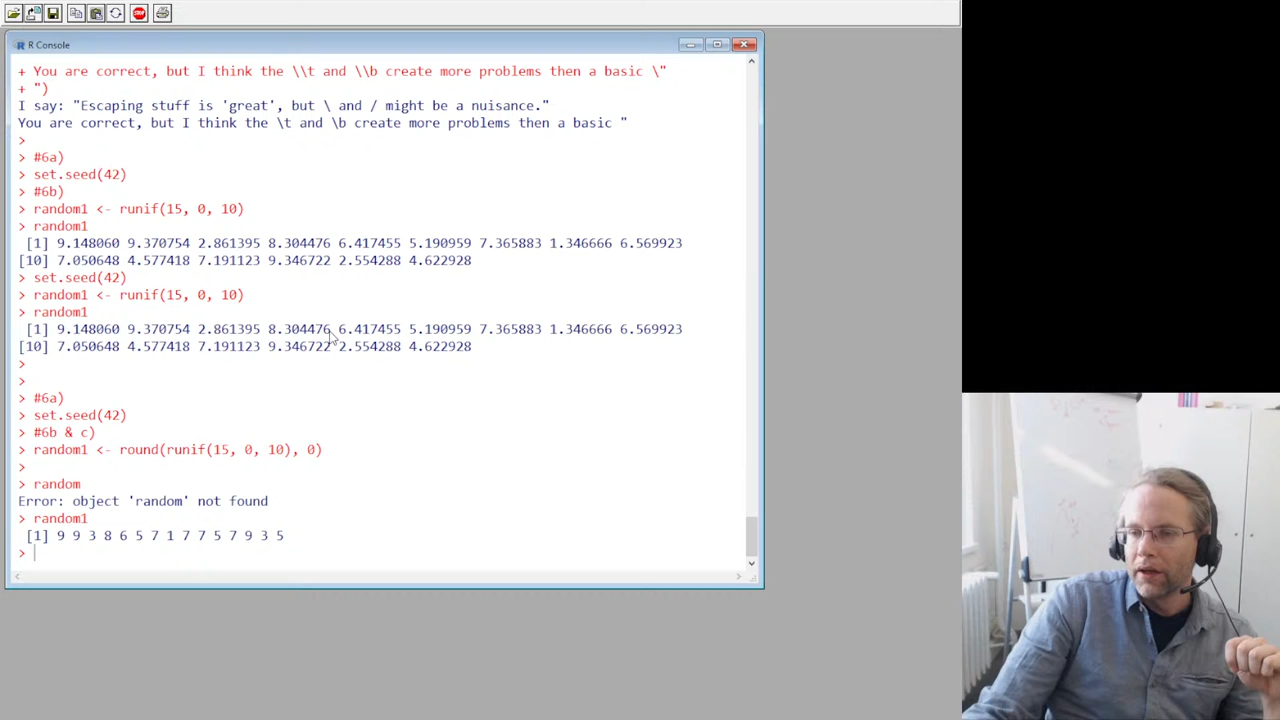 R Console
+ You are correct, but I think the \\t and \\b create more problems then a basic \"
+ ")
I say: "Escaping stuff is 'great', but \ and / might be a nuisance."
You are correct, but I think the \t and \b create more problems then a basic "
>
> #6a)
> set.seed(42)
> #6b)
> random1 <- runif(15, 0, 10)
> random1
[1] 9.148060 9.370754 2.861395 8.304476 6.417455 5.190959 7.365883 1.346666 6.569923
[10] 7.050648 4.577418 7.191123 9.346722 2.554288 4.622928
> set.seed(42)
> random1 <- runif(15, 0, 10)
> random1
[1] 9.148060 9.370754 2.861395 8.304476 6.417455 5.190959 7.365883 1.346666 6.569923
[10] 7.050648 4.577418 7.191123 9.346722 2.554288 4.622928
>
>
> #6a)
> set.seed(42)
> #6b & c)
> random1 <- round(runif(15, 0, 10), 0)
>
> random
Error: object 'random' not found
> random1
[1] 9 9 3 8 6 5 7 1 7 7 5 7 9 3 5
>
STOP